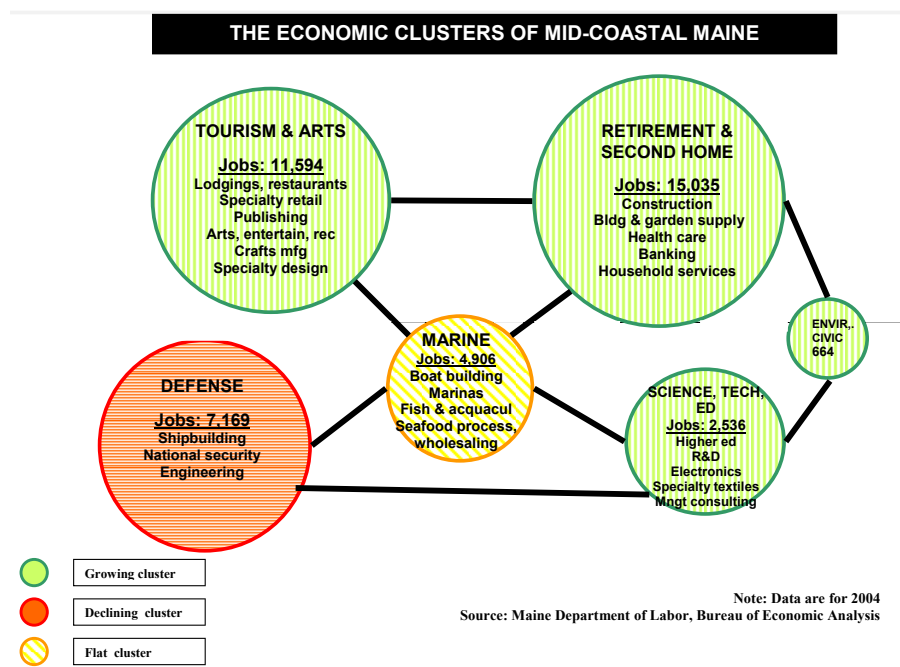 THE ECONOMIC CLUSTERS OF MID-COASTAL MAINE
TOURISM & ARTS
Jobs: 11,594
Lodgings, restaurants
Specialty retail
Publishing
Arts, entertain, rec
Crafts mfg
Specialty design
RETIREMENT &
SECOND HOME
Jobs: 15,035
Construction
Bldg & garden supply
Health care
Banking
Household services
ENVIR,.
CIVIC
664
MARINE
Jobs: 4,906
Boat building
Marinas
Fish & acquacul
Seafood process,
wholesaling
DEFENSE
Jobs: 7,169
Shipbuilding
National security
Engineering
SCIENCE, TECH,
ED
Jobs: 2,536
Higher ed
R&D
Electronics
Specialty textiles
Mngt consulting
Growing cluster
Declining cluster
Flat cluster
Note: Data are for 2004
Source: Maine Department of Labor, Bureau of Economic Analysis